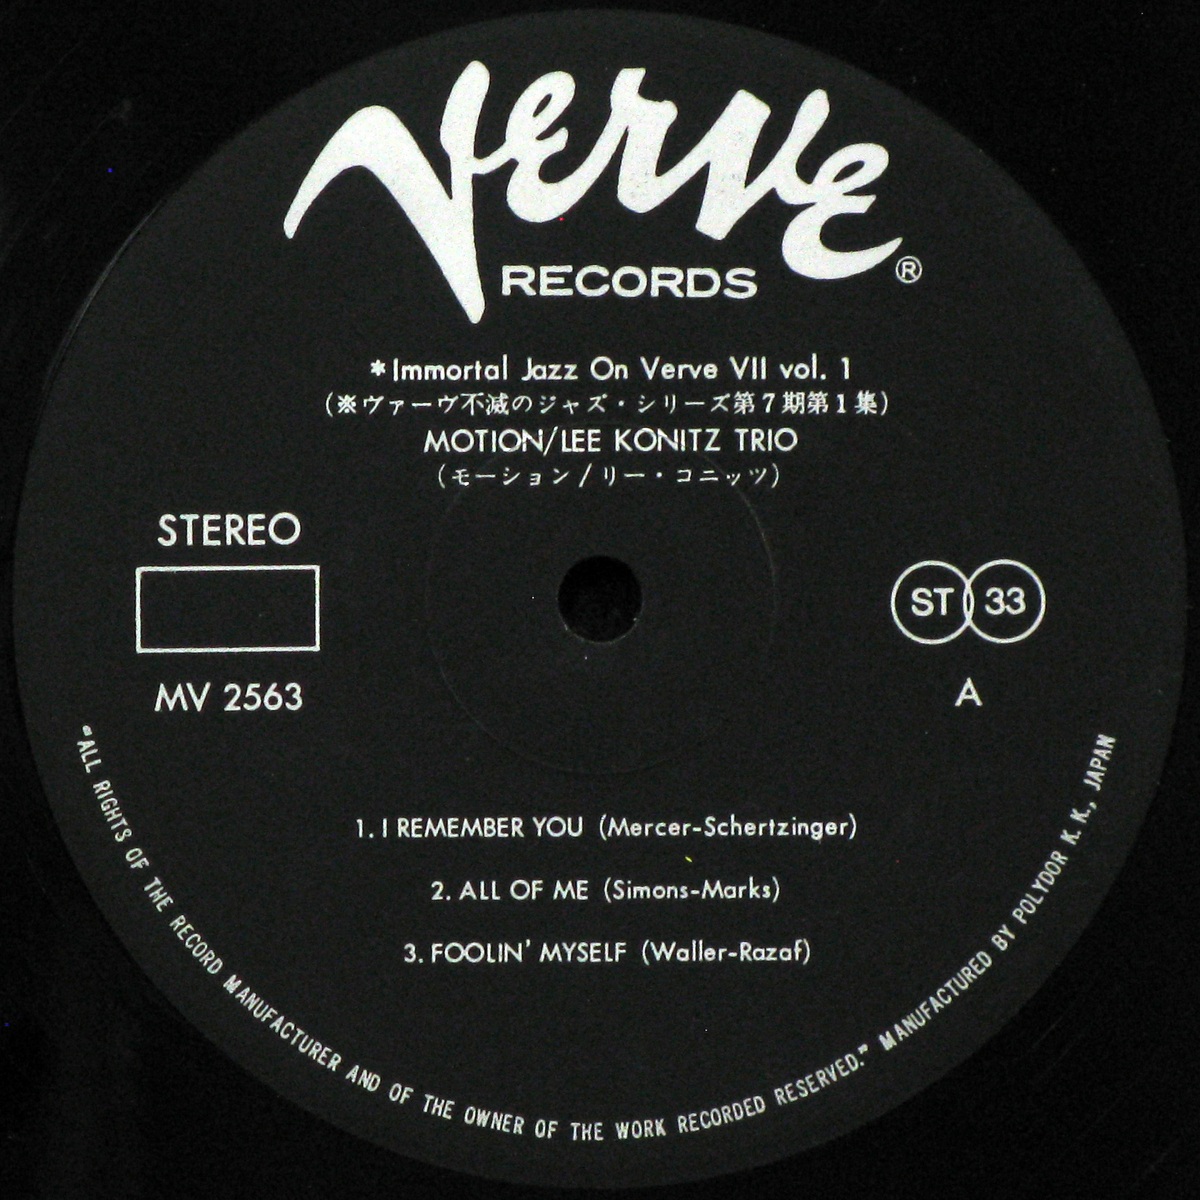 Verve
RECORDS ®
*Immortal Jazz On Verve VII vol. 1
(※ヴァーヴ不滅のジャズ・シリーズ第7期第1集)
MOTION/LEE KONITZ TRIO
(モーション/リー・コニッツ)
STEREO
ST 33
MV 2563
A
1. I REMEMBER YOU (Mercer-Schertzinger)
2. ALL OF ME (Simons-Marks)
3. FOOLIN' MYSELF (Waller-Razaf)
"ALL RIGHTS OF THE RECORD MANUFACTURER AND OF THE OWNER OF THE WORK RECORDED RESERVED." MANUFACTURED BY POLYDOR K. K., JAPAN